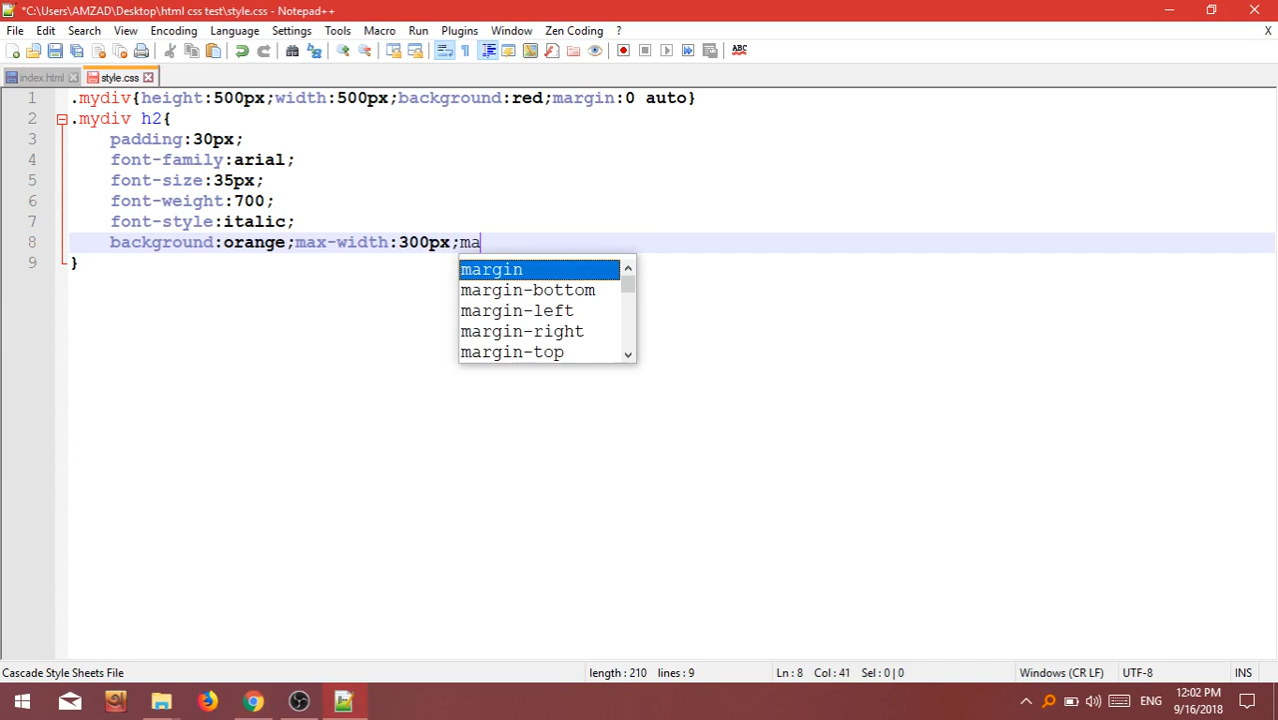 *C:\Users\AMZAD\Desktop\html css test\style.css - Notepad++
File Edit Search View Encoding Language Settings Tools Macro Run Plugins Window Zen Coding ? X
ABC
index.html style.css
1 .mydiv{height:500px;width:500px;background:red;margin:0 auto}
2 .mydiv h2{
3 padding:30px;
4 font-family:arial;
5 font-size:35px;
6 font-weight:700;
7 font-style:italic;
8 background:orange;max-width:300px;ma
9 }
margin
margin-bottom
margin-left
margin-right
margin-top
Cascade Style Sheets File length : 210 lines : 9 Ln : 8 Col : 41 Sel : 0 | 0 Windows (CR LF) UTF-8 INS
ENG 12:02 PM
9/16/2018